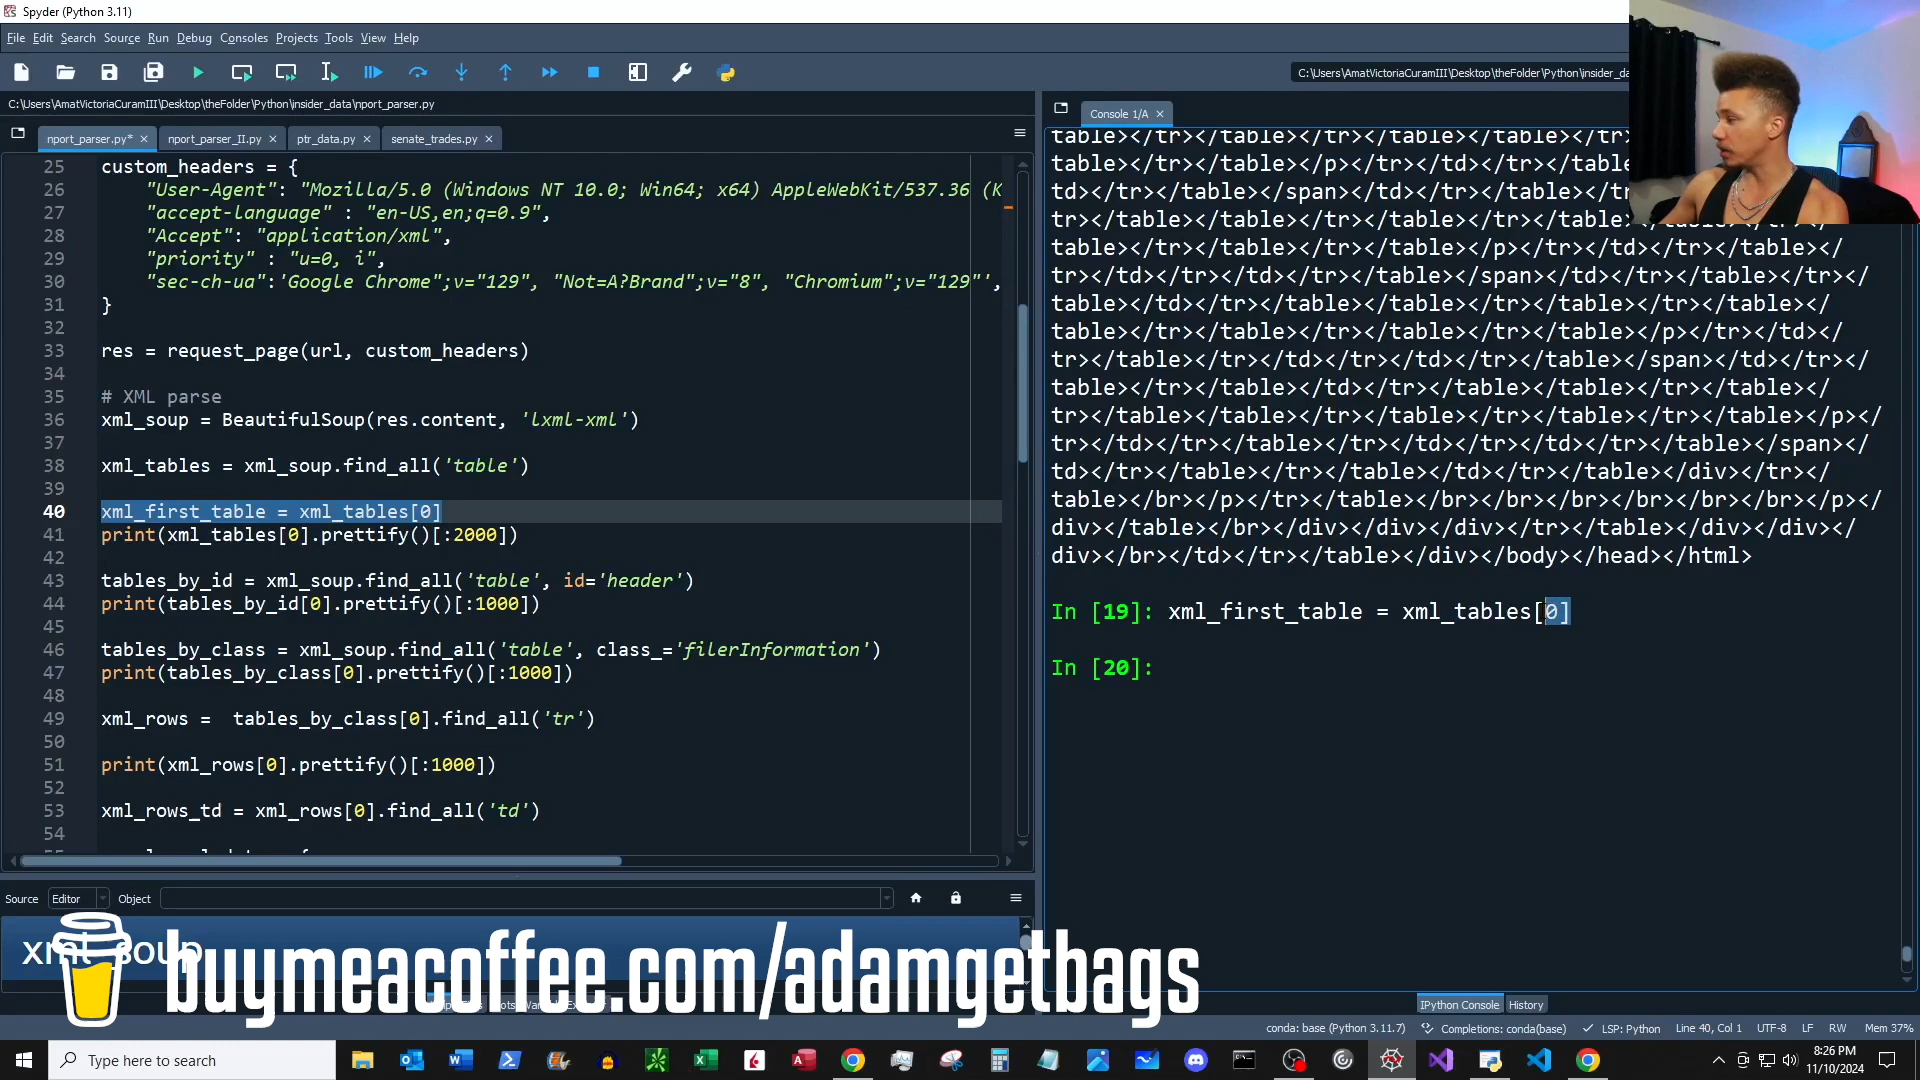 Spyder (Python 3.11)
File Edit Search Source Run Debug Consoles Projects Tools View Help
C:\Users\AmatVictoriaCuramIII\Desktop\theFolder\Python\insider_da
C:\Users\AmatVictoriaCuramIII\Desktop\theFolder\Python\insider_data\nport_parser.py
nport_parser.py* nport_parser_II.py ptr_data.py senate_trades.py
25 custom_headers = {
26 "User-Agent": "Mozilla/5.0 (Windows NT 10.0; Win64; x64) AppleWebKit/537.36 (K
27 "accept-language" : "en-US,en;q=0.9",
28 "Accept": "application/xml",
29 "priority" : "u=0, i",
30 "sec-ch-ua":'Google Chrome";v="129", "Not=A?Brand";v="8", "Chromium";v="129"',
31 }
32
33 res = request_page(url, custom_headers)
34
35 # XML parse
36 xml_soup = BeautifulSoup(res.content, 'lxml-xml')
37
38 xml_tables = xml_soup.find_all('table')
39
40 xml_first_table = xml_tables[0]
41 print(xml_tables[0].prettify()[:2000])
42
43 tables_by_id = xml_soup.find_all('table', id='header')
44 print(tables_by_id[0].prettify()[:1000])
45
46 tables_by_class = xml_soup.find_all('table', class_='filerInformation')
47 print(tables_by_class[0].prettify()[:1000])
48
49 xml_rows =  tables_by_class[0].find_all('tr')
50
51 print(xml_rows[0].prettify()[:1000])
52
53 xml_rows_td = xml_rows[0].find_all('td')
54
Source Editor Object
xml_soup
buymeacoffee.com/adamgetbags
Console 1/A
table></tr></table></tr></table></table></tr
table></tr></table></p></tr></td></tr></table
td></tr></table></span></td></tr></table></tr
tr></table></td></tr></table></tr></table></
table></tr></table></tr></table></p></tr></td></tr></table></
tr></td></tr></td></tr></table></span></td></tr></table></tr></
table></td></tr></table></tr></table></tr></table></
table></tr></table></tr></table></tr></table></p></tr></td></
tr></table></tr></td></tr></td></tr></table></span></td></tr></
table></tr></table></td></tr></table></table></tr></table></
tr></table></table></tr></table></tr></table></tr></table></p></
tr></td></tr></table></tr></td></tr></td></tr></table></span></
td></tr></table></tr></table></td></tr></table></div></tr></
table></br></p></tr></table></br></br></br></br></br></br></p></
div></table></br></div></div></div></tr></table></div></div></
div></br></td></tr></table></div></body></head></html>
In [19]: xml_first_table = xml_tables[0]
In [20]:
IPython Console History
conda: base (Python 3.11.7) Completions: conda(base) LSP: Python Line 40, Col 1 UTF-8 LF RW Mem 37%
Type here to search
8:26 PM
11/10/2024